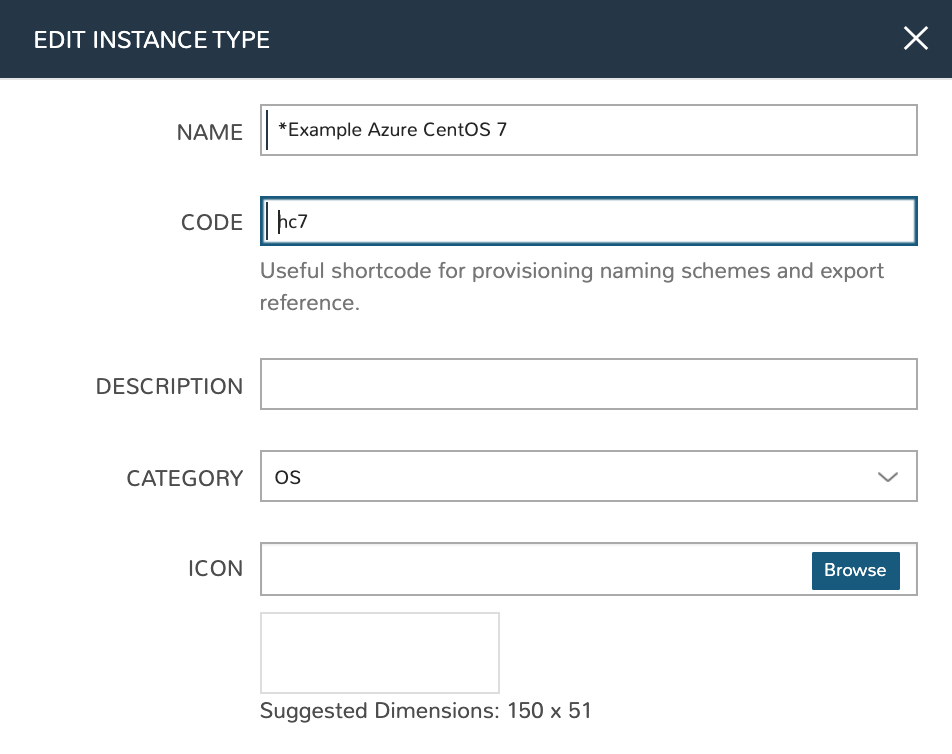 EDIT INSTANCE TYPE
NAME
*Example Azure CentOS 7
CODE
hc7
Useful shortcode for provisioning naming schemes and export
reference.
DESCRIPTION
CATEGORY
OS
ICON
Browse
Suggested Dimensions: 150 x 51